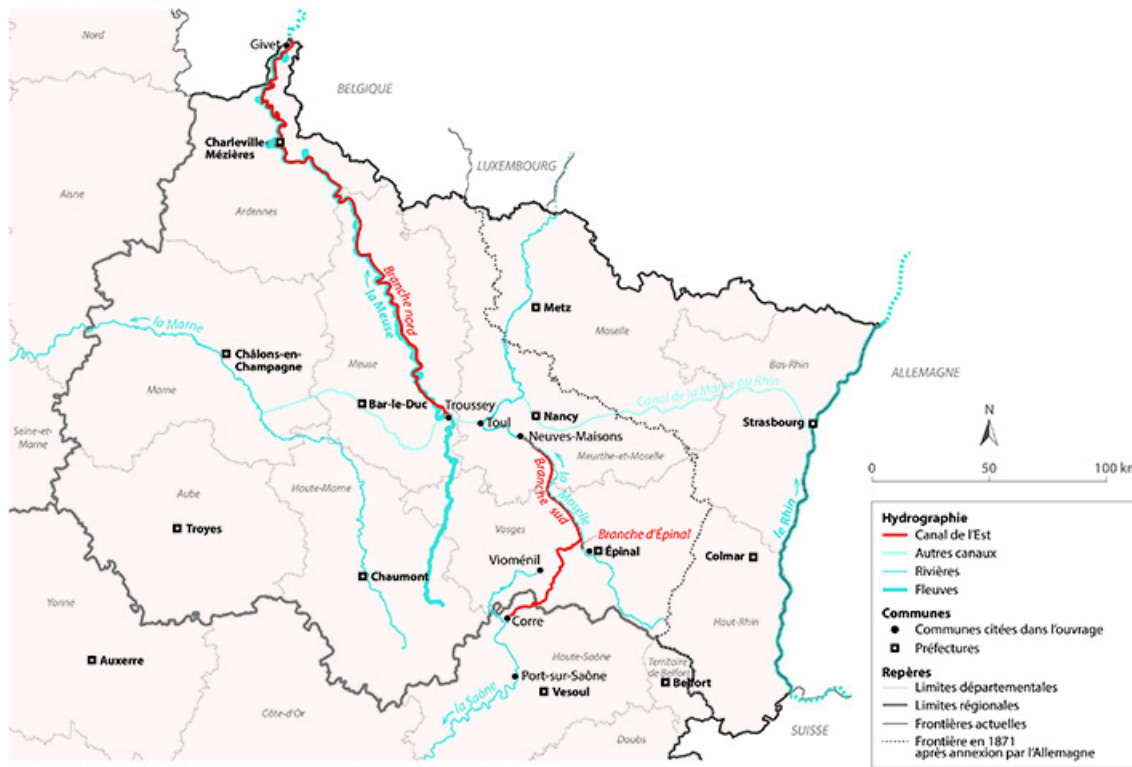 Nord
Givet
BELGIQUE
Charleville-
Mézières
LUXEMBOURG
Aisne
Ardennes
Branche nord
la Meuse
Metz
la Marne
Moselle
Châlons-en-
Champagne
Meuse
Bas-Rhin
ALLEMAGNE
Marne
Bar-le-Duc
Troussey
Canal de la Marne au Rhin
Nancy
Toul
Strasbourg
Seine-et-
Marne
Neuves-Maisons
Meurthe-et-Moselle
Haute-Marne
Branche sud
la Moselle
le Rhin
Aube
Vosges
Troyes
Branche d'Épinal
Épinal
Colmar
Vioménil
Chaumont
Yonne
Corre
Haut-Rhin
Auxerre
Haute-Saône
Territoire
de Belfort
Port-sur-Saône
Belfort
Vesoul
la Saône
Côte-d'Or
Doubs
SUISSE
N
0 50 100 km
Hydrographie
Canal de l'Est
Autres canaux
Rivières
Fleuves
Communes
Communes citées dans l'ouvrage
Préfectures
Repères
Limites départementales
Limites régionales
Frontières actuelles
Frontière en 1871
après annexion par l'Allemagne